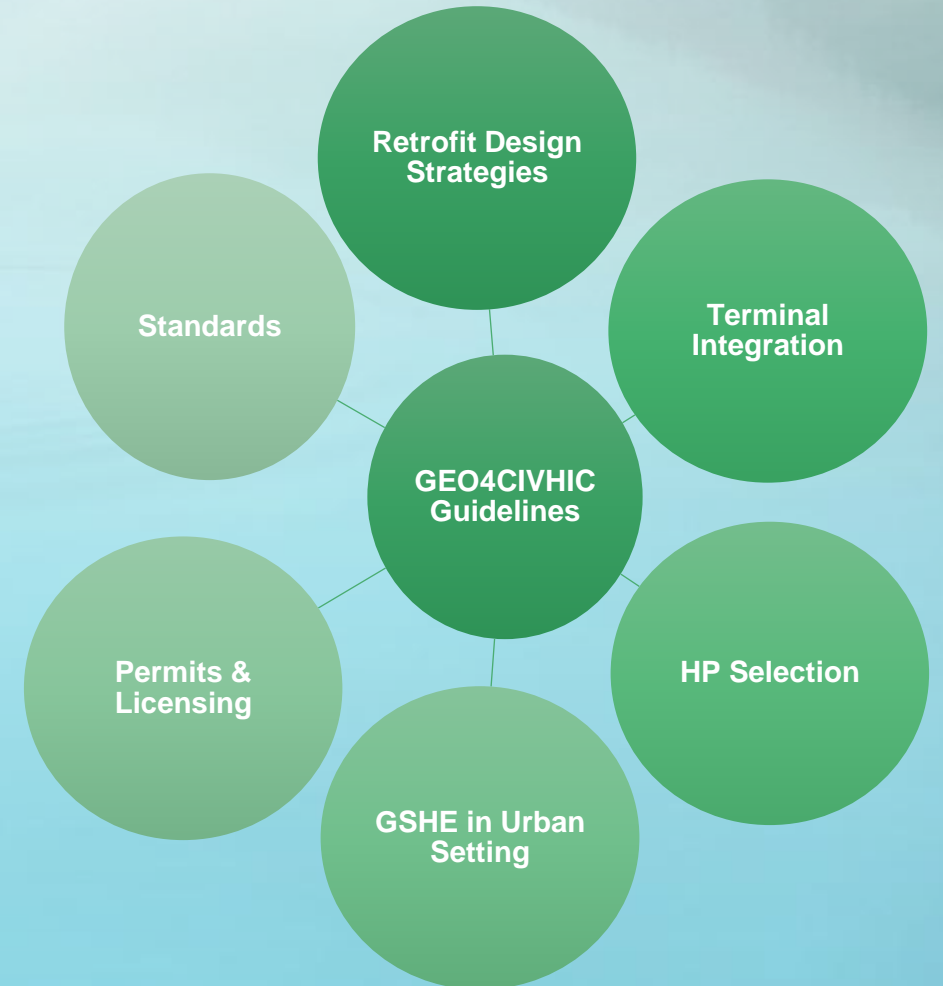 Retrofit Design
Strategies
Standards
Terminal
Integration
GEO4CIVHIC
Guidelines
Permits &
Licensing
HP Selection
GSHE in Urban
Setting